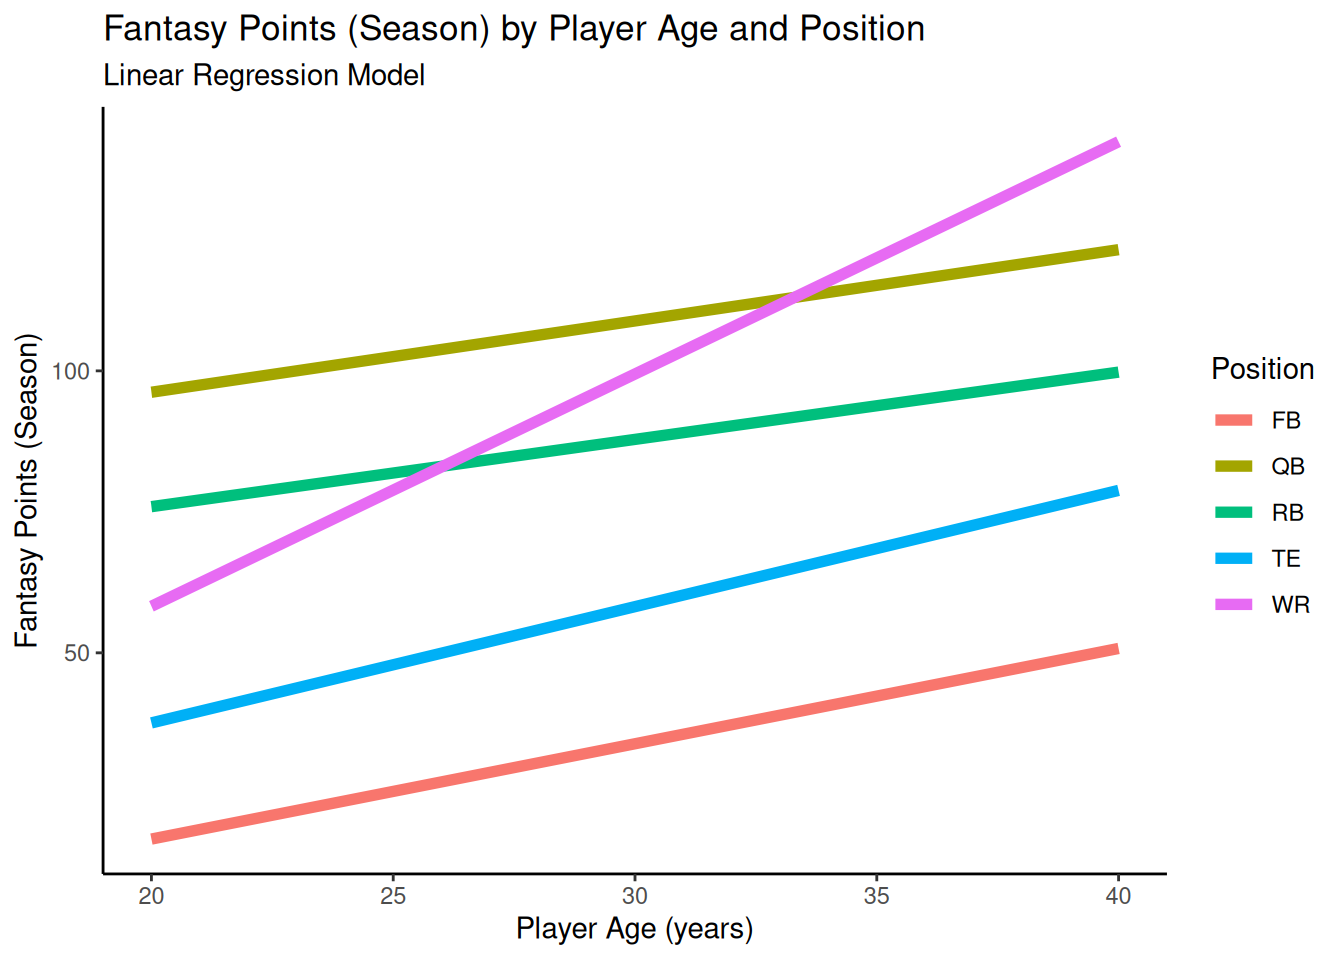 Fantasy Points (Season) by Player Age and Position
Linear Regression Model
Fantasy Points (Season)
100
50
20 25 30 35 40
Player Age (years)
Position
FB
QB
RB
TE
WR